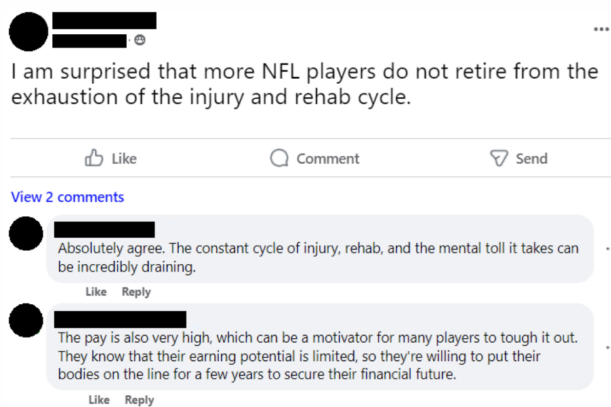 I am surprised that more NFL players do not retire from the
exhaustion of the injury and rehab cycle.
Like Comment Send
View 2 comments
Absolutely agree. The constant cycle of injury, rehab, and the mental toll it takes can
be incredibly draining.
Like Reply
The pay is also very high, which can be a motivator for many players to tough it out.
They know that their earning potential is limited, so they're willing to put their
bodies on the line for a few years to secure their financial future.
Like Reply